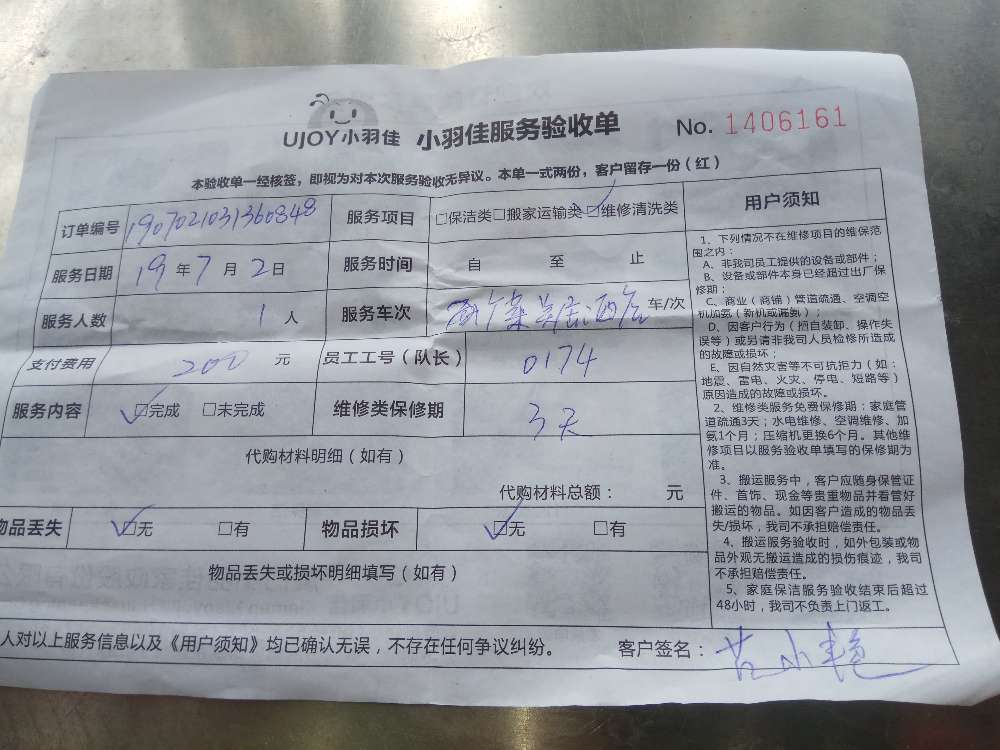 UJOY小羽佳 小羽佳服务验收单 No. 1406161
本验收单一经核签，即视为对本次服务验收无异议。本单一式两份，客户留存一份（红）
订单编号 1907021031360848 服务项目 □保洁类□搬家运输类☑维修清洗类
服务日期 19年7月2日 服务时间 自 至 止
服务人数 1人 服务车次 车/次
支付费用 200 元 员工工号（队长） 0174
服务内容 ☑完成 □未完成 维修类保修期 3天
代购材料明细（如有）
代购材料总额： 元
物品丢失 ☑无 □有 物品损坏 ☑无 □有
物品丢失或损坏明细填写（如有）
人对以上服务信息以及《用户须知》均已确认无误，不存在任何争议纠纷。 客户签名：
用户须知
1、下列情况不在维修项目的维保范
围之内：
A、非我司员工提供的设备或部件；
B、设备或部件本身已经超过出厂保
修期；
C、商业（商铺）管道疏通、空调空
机加氨（新机或漏氨）；
D、因客户行为（擅自装卸、操作失
误等）或另请非我司人员检修所造成
的故障或损坏；
E、因自然灾害等不可抗拒力（如：
地震、雷电、火灾、停电、短路等）
原因造成的故障或损坏。
2、维修类服务免费保修期：家庭管
道疏通3天；水电维修、空调维修、加
氨1个月；压缩机更换6个月。其他维
修项目以服务验收单填写的保修期为
准。
3、搬运服务中，客户应随身保管证
件、首饰、现金等贵重物品并看管好
搬运的物品。如因客户造成的物品丢
失/损坏，我司不承担赔偿责任。
4、搬运服务验收时，如外包装或物
品外观无搬运造成的损伤痕迹，我司
不承担赔偿责任。
5、家庭保洁服务验收结束后超过
48小时，我司不负责上门返工。